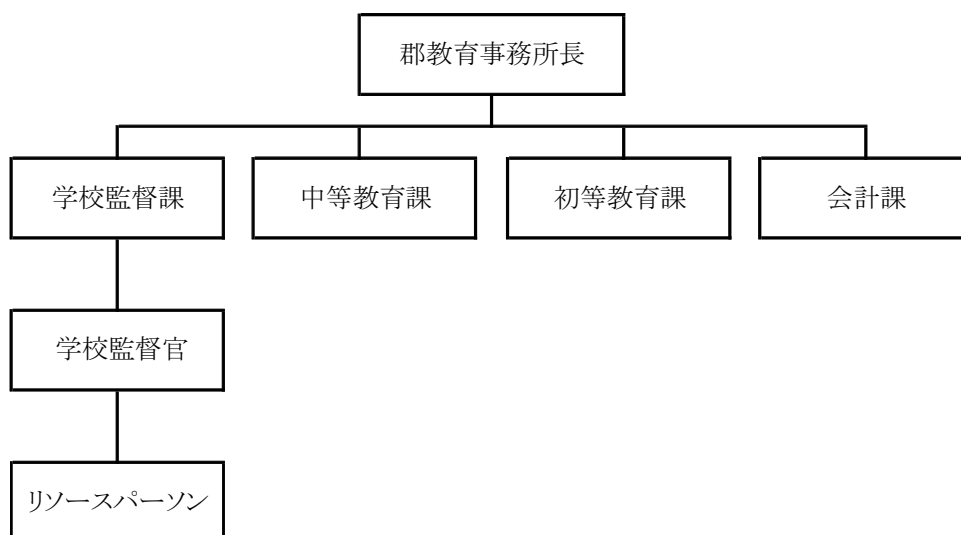 郡教育事務所長
学校監督課
中等教育課
初等教育課
会計課
学校監督官
リソースパーソン